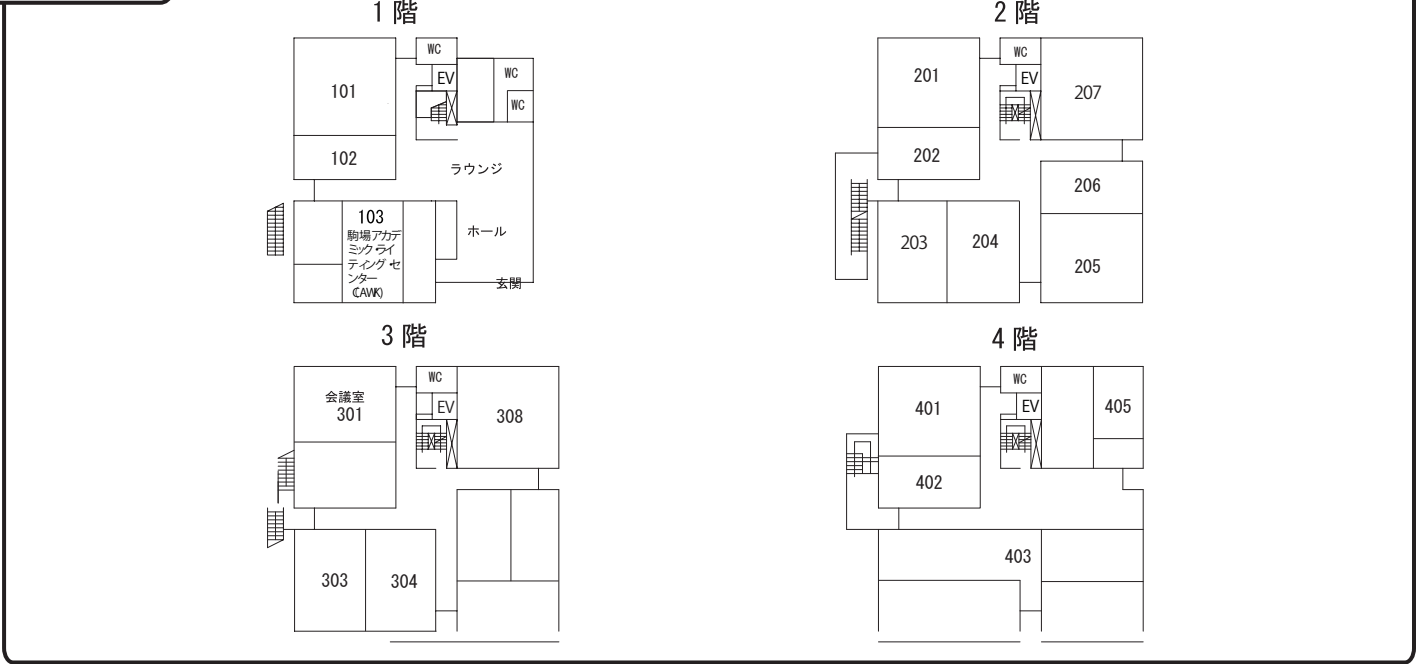 1 階
WC
EV
WC
WC
101
102
ラウンジ
103
駒場アカデ
ミック・ライ
ティング・セ
ンター
(CAWK)
ホール
玄関
2 階
201
WC
EV
207
202
206
203
204
205
3 階
会議室
301
WC
EV
308
303
304
4 階
401
WC
EV
405
402
403